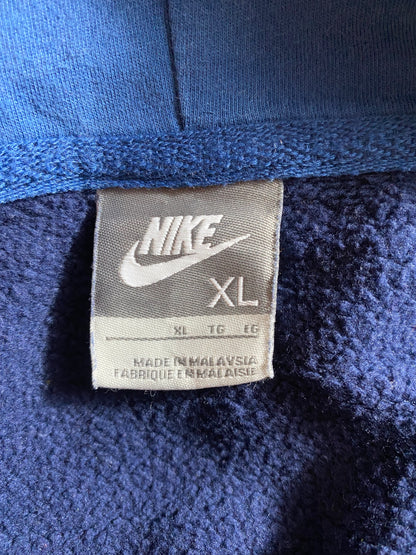 NIKE
XL
XL TG EG
MADE IN MALAYSIA
FABRIQUE EN MALAISIE